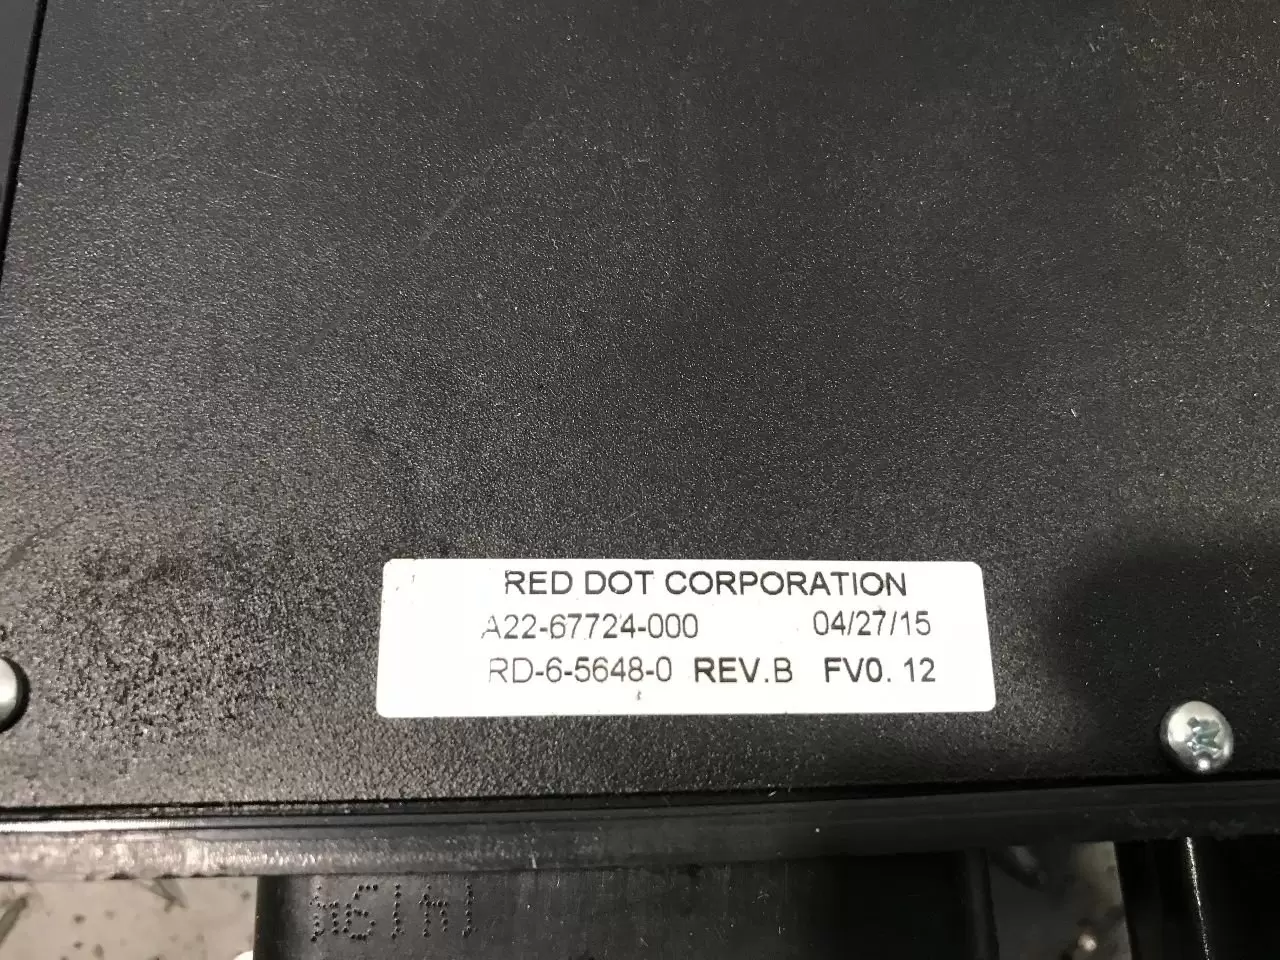 RED DOT CORPORATION
A22-67724-000 04/27/15
RD-6-5648-0 REV.B FV0. 12